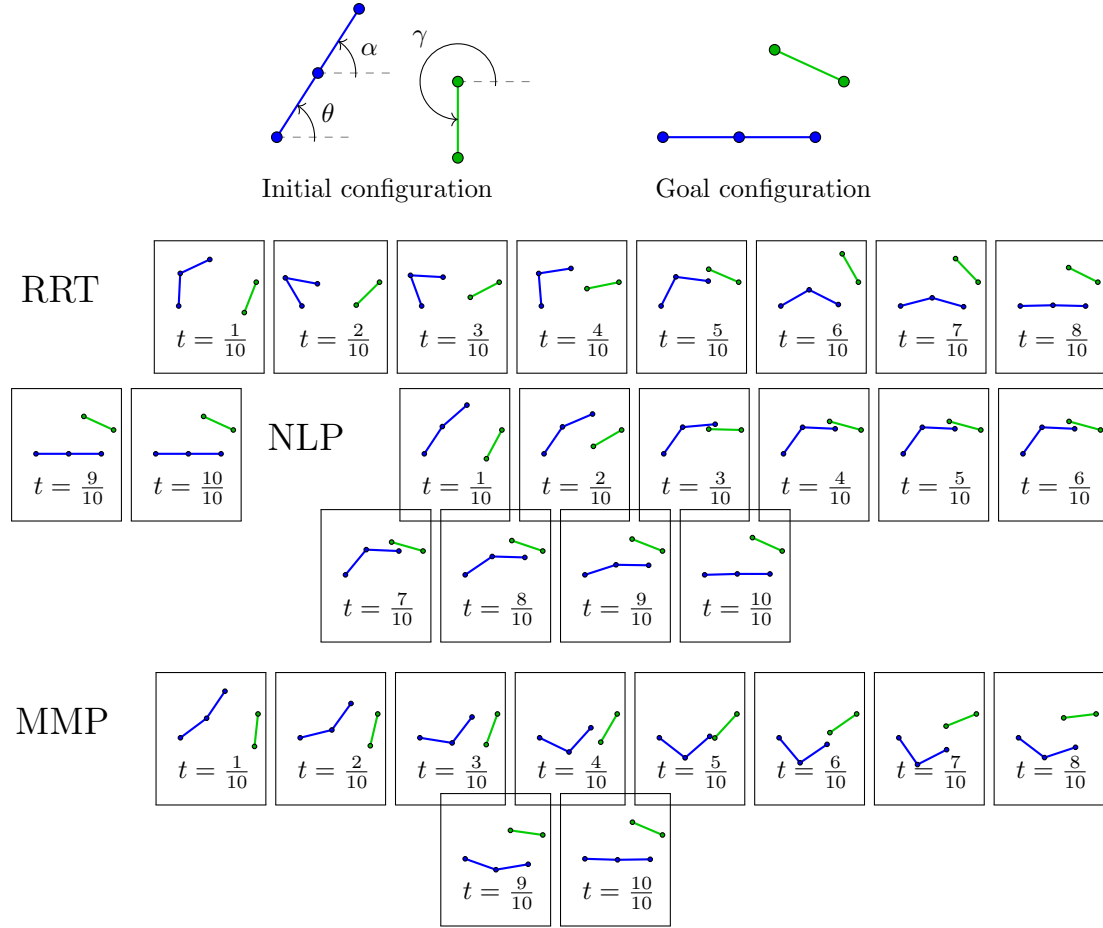 γ
α
θ
Initial configuration Goal configuration
RRT
t = 1/10 t = 2/10 t = 3/10 t = 4/10 t = 5/10 t = 6/10 t = 7/10 t = 8/10
NLP
t = 9/10 t = 10/10 t = 1/10 t = 2/10 t = 3/10 t = 4/10 t = 5/10 t = 6/10
t = 7/10 t = 8/10 t = 9/10 t = 10/10
MMP
t = 1/10 t = 2/10 t = 3/10 t = 4/10 t = 5/10 t = 6/10 t = 7/10 t = 8/10
t = 9/10 t = 10/10